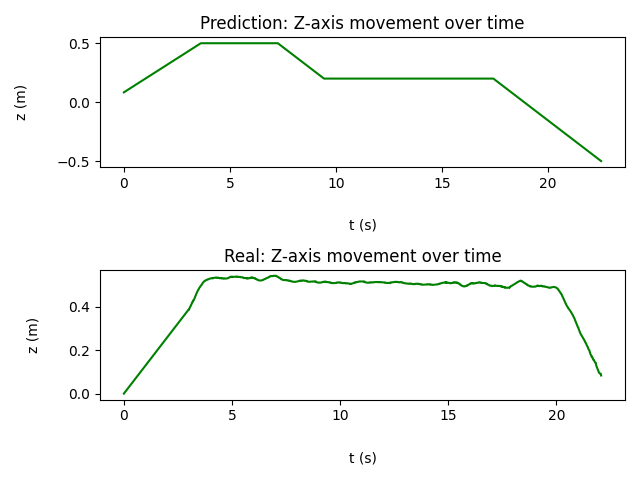 Prediction: Z-axis movement over time
0.5
0.0
−0.5
z (m)
0 5 10 15 20
t (s)
Real: Z-axis movement over time
0.4
0.2
0.0
z (m)
0 5 10 15 20
t (s)